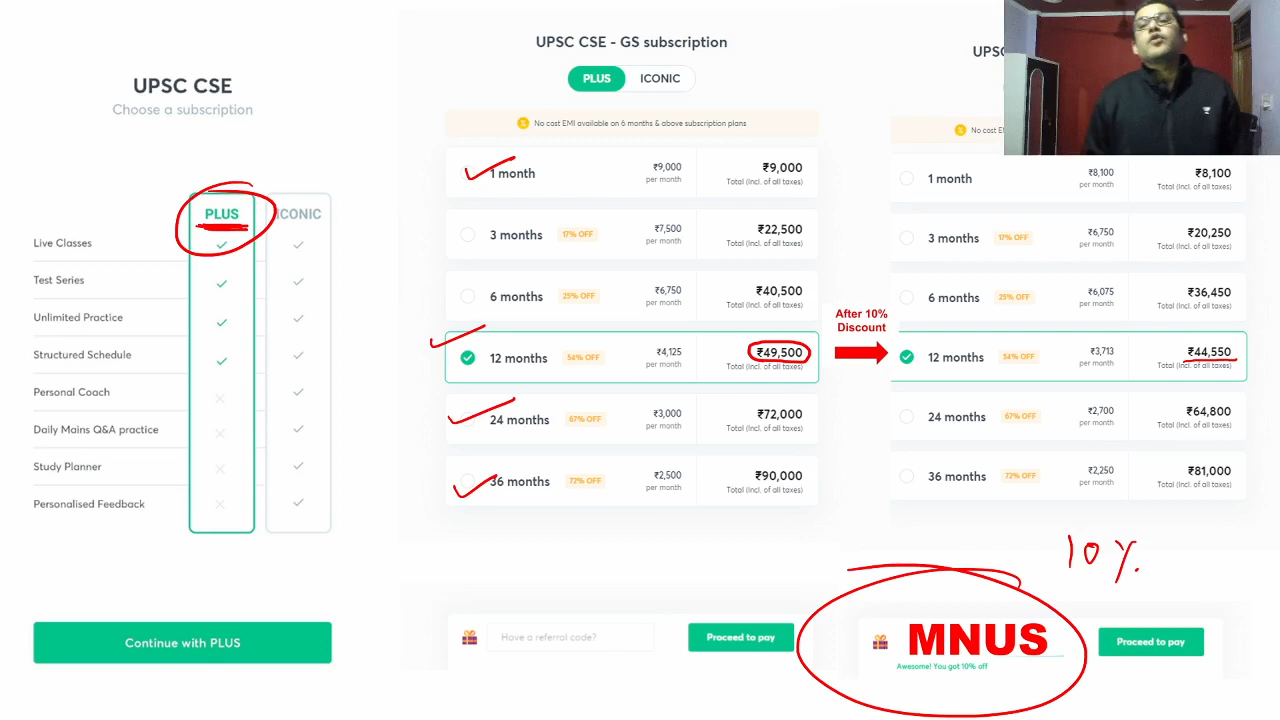 UPSC CSE
Choose a subscription
PLUS
ICONIC
Live Classes
Test Series
Unlimited Practice
Structured Schedule
Personal Coach
Daily Mains Q&A practice
Study Planner
Personalised Feedback
Continue with PLUS
UPSC CSE - GS subscription
PLUS ICONIC
No cost EMI available on 6 months & above subscription plans
1 month ₹9,000 ₹9,000
per month Total (Incl. of all taxes)
3 months 17% OFF ₹7,500 ₹22,500
per month Total (Incl. of all taxes)
6 months 25% OFF ₹6,750 ₹40,500
per month Total (Incl. of all taxes)
12 months 54% OFF ₹4,125 ₹49,500
per month Total (Incl. of all taxes)
24 months 67% OFF ₹3,000 ₹72,000
per month Total (Incl. of all taxes)
36 months 72% OFF ₹2,500 ₹90,000
per month Total (Incl. of all taxes)
Have a referral code? Proceed to pay
After 10%
Discount
UPSC
No cost E
1 month ₹8,100 ₹8,100
per month Total (Incl. of all taxes)
3 months 17% OFF ₹6,750 ₹20,250
per month Total (Incl. of all taxes)
6 months 25% OFF ₹6,075 ₹36,450
per month Total (Incl. of all taxes)
12 months 54% OFF ₹3,713 ₹44,550
per month Total (Incl. of all taxes)
24 months 67% OFF ₹2,700 ₹64,800
per month Total (Incl. of all taxes)
36 months 72% OFF ₹2,250 ₹81,000
per month Total (Incl. of all taxes)
10%
MNUS Proceed to pay
Awesome! You got 10% off